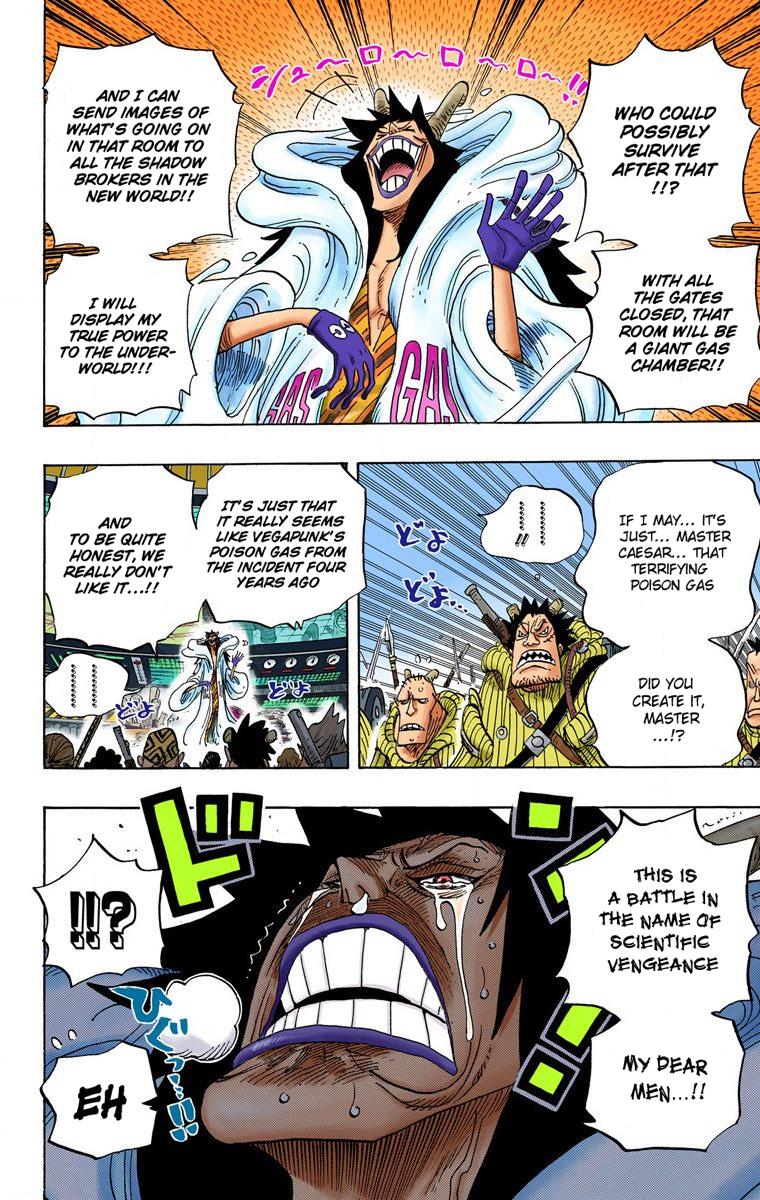 WHO COULD
POSSIBLY
SURVIVE
AFTER THAT
!!?
WITH ALL
THE GATES
CLOSED, THAT
ROOM WILL BE
A GIANT GAS
CHAMBER!!
シュ〜ロ〜ロ〜ロ〜!!
AND I CAN
SEND IMAGES OF
WHAT'S GOING ON
IN THAT ROOM TO
ALL THE SHADOW
BROKERS IN THE
NEW WORLD!!
I WILL
DISPLAY MY
TRUE POWER
TO THE UNDER-
WORLD!!!
GAS
GAS
IF I MAY... IT'S
JUST... MASTER
CAESAR... THAT
TERRIFYING
POISON GAS
DID YOU
CREATE IT,
MASTER
...!?
!!
どよ
どよ...
IT'S JUST THAT
IT REALLY SEEMS
LIKE VEGAPUNK'S
POISON GAS FROM
THE INCIDENT FOUR
YEARS AGO
AND
TO BE QUITE
HONEST, WE
REALLY DON'T
LIKE IT...!!
どよ
どよ
THIS IS
A BATTLE IN
THE NAME OF
SCIENTIFIC
VENGEANCE
MY DEAR
MEN...!!
ド
!!?
ひぐっ...!!
EH